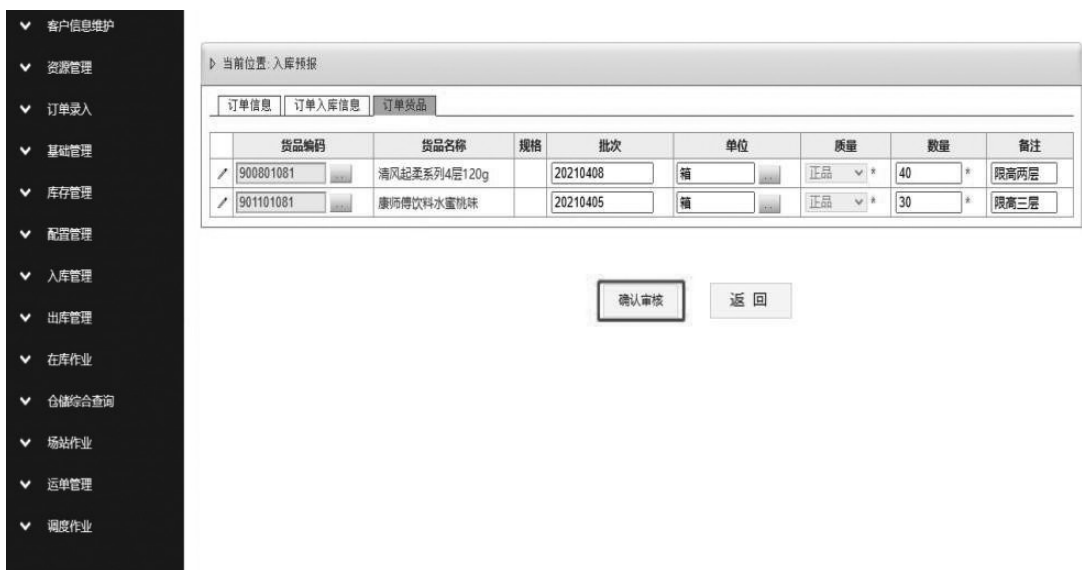 客户信息维护
资源管理
订单录入
基础管理
库存管理
配置管理
入库管理
出库管理
在库作业
仓储综合查询
场站作业
运单管理
调度作业
当前位置:入库预报
订单信息 订单入库信息 订单货品
货品编码 货品名称 规格 批次 单位 质量 数量 备注
900801081 ... 清风起柔系列4层120g 20210408 箱 ... 正品 * 40 * 限高两层
901101081 ... 康师傅饮料水蜜桃味 20210405 箱 ... 正品 * 30 * 限高三层
确认审核 返 回